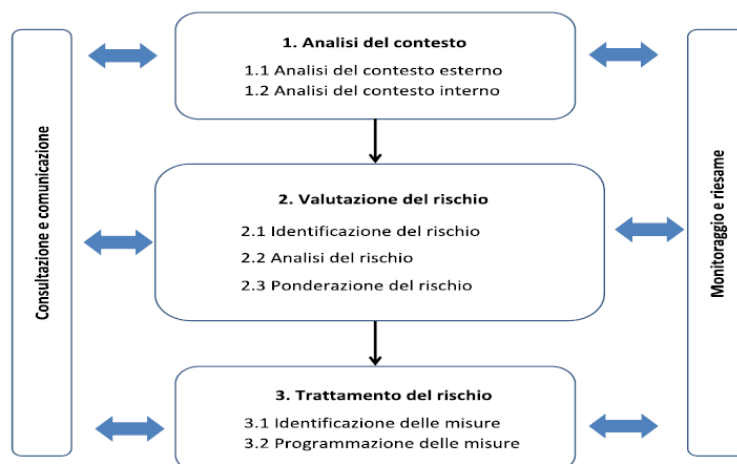 Consultazione e comunicazione
1. Analisi del contesto
1.1 Analisi del contesto esterno
1.2 Analisi del contesto interno
2. Valutazione del rischio
2.1 Identificazione del rischio
2.2 Analisi del rischio
2.3 Ponderazione del rischio
3. Trattamento del rischio
3.1 Identificazione delle misure
3.2 Programmazione delle misure
Monitoraggio e riesame